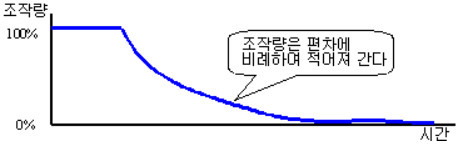 조작량
100%
조작량은 편차에
비례하여 적어져 간다
0%
시간